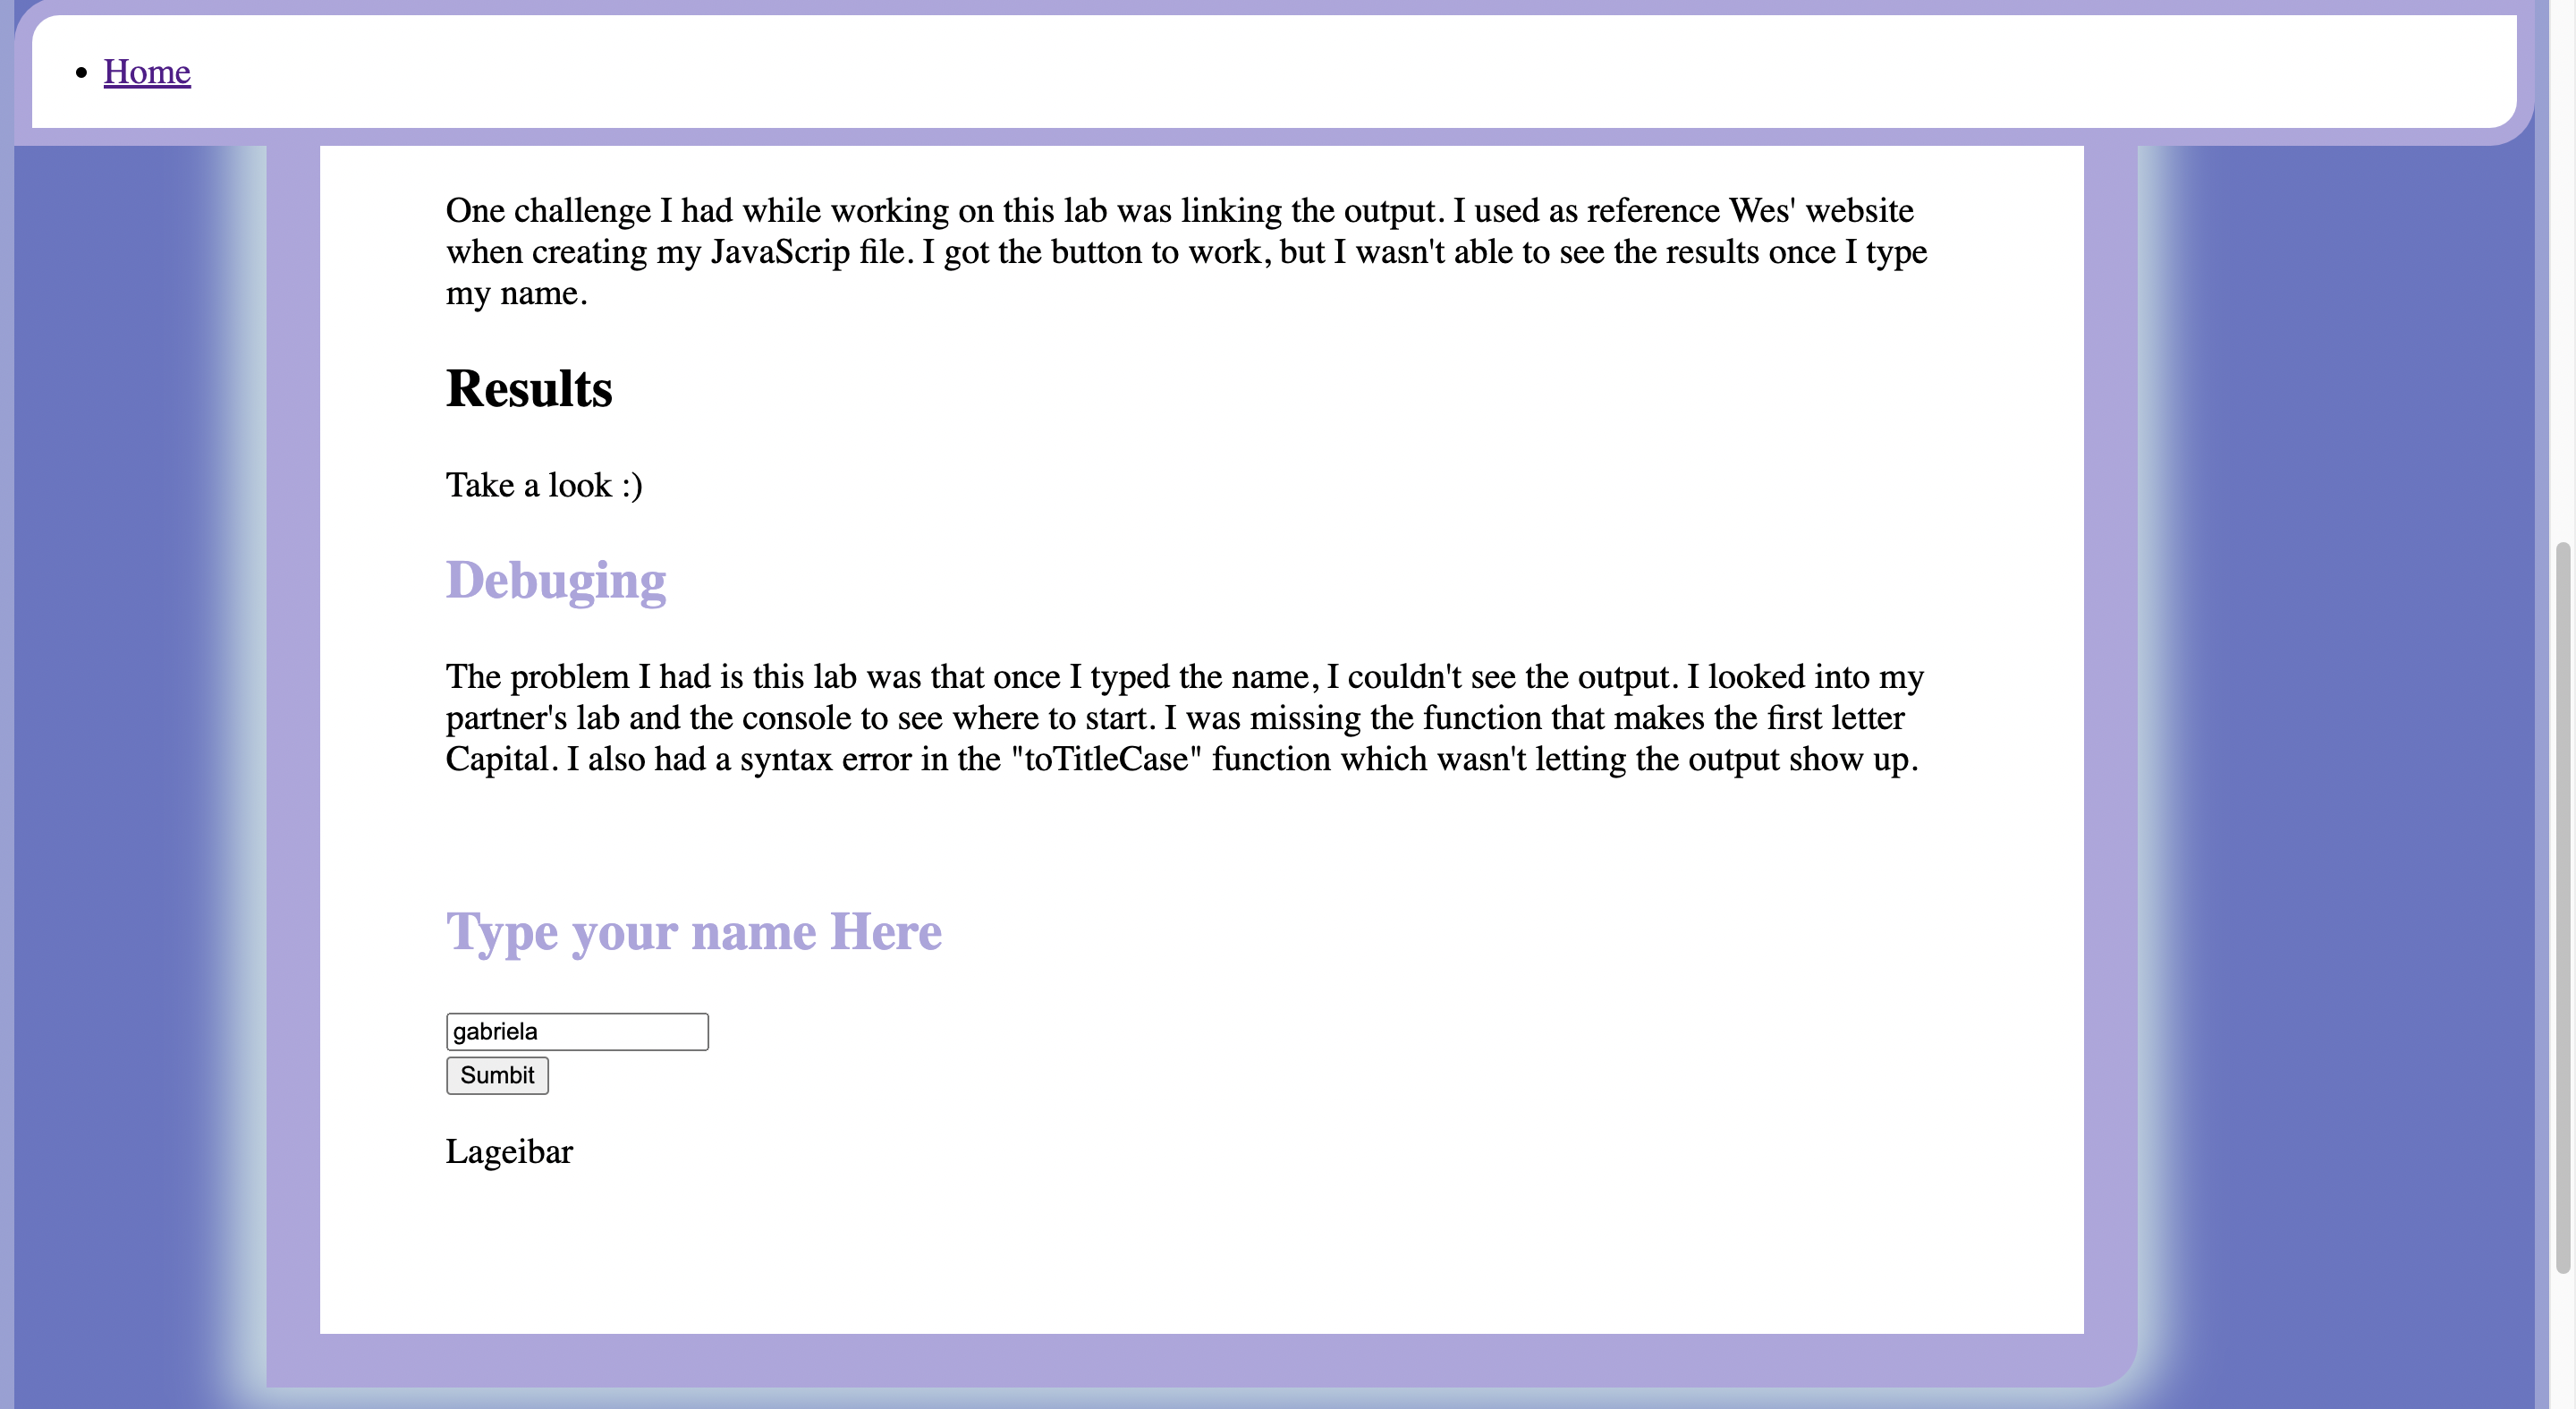 Home
One challenge I had while working on this lab was linking the output. I used as reference Wes' website
when creating my JavaScrip file. I got the button to work, but I wasn't able to see the results once I type
my name.
Results
Take a look :)
Debuging
The problem I had is this lab was that once I typed the name, I couldn't see the output. I looked into my
partner's lab and the console to see where to start. I was missing the function that makes the first letter
Capital. I also had a syntax error in the "toTitleCase" function which wasn't letting the output show up.
Type your name Here
gabriela
Sumbit
Lageibar